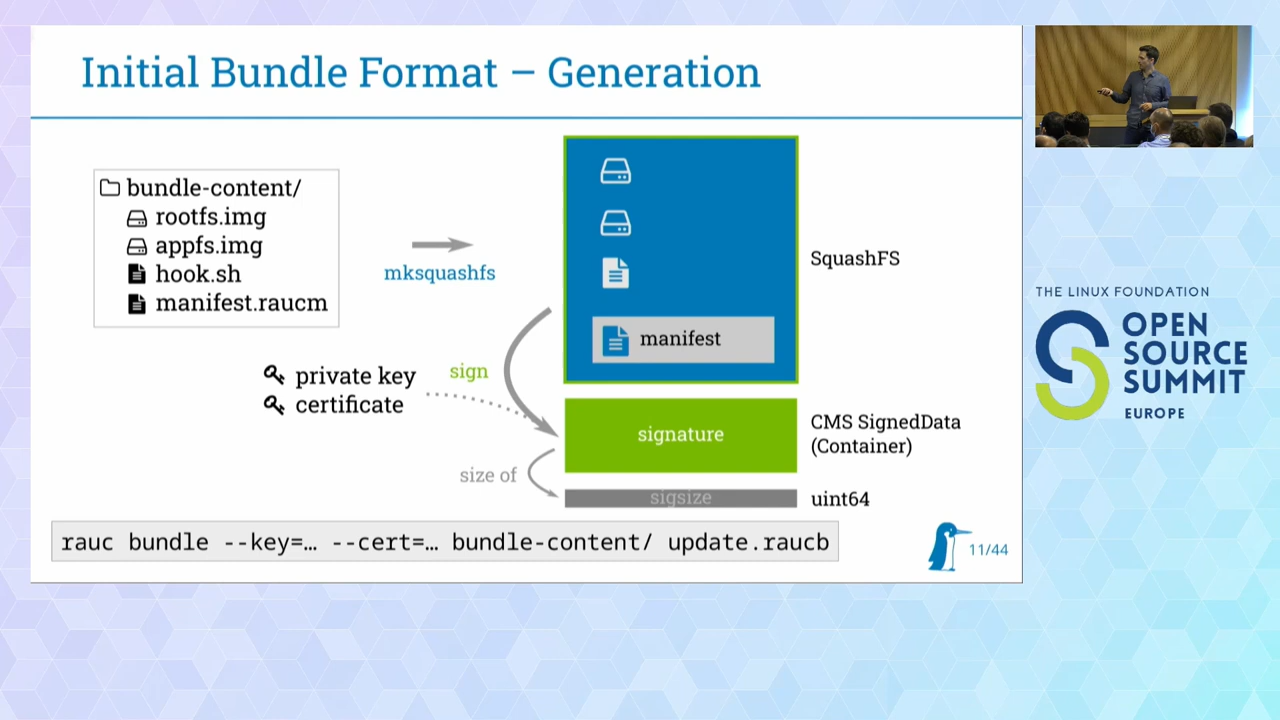 Initial Bundle Format – Generation
bundle-content/
rootfs.img
appfs.img
hook.sh
manifest.raucm
mksquashfs
manifest
SquashFS
private key
certificate
sign
signature
CMS SignedData
(Container)
size of
sigsize
uint64
rauc bundle --key=… --cert=… bundle-content/ update.raucb
11/44
THE LINUX FOUNDATION
OPEN
SOURCE
SUMMIT
EUROPE